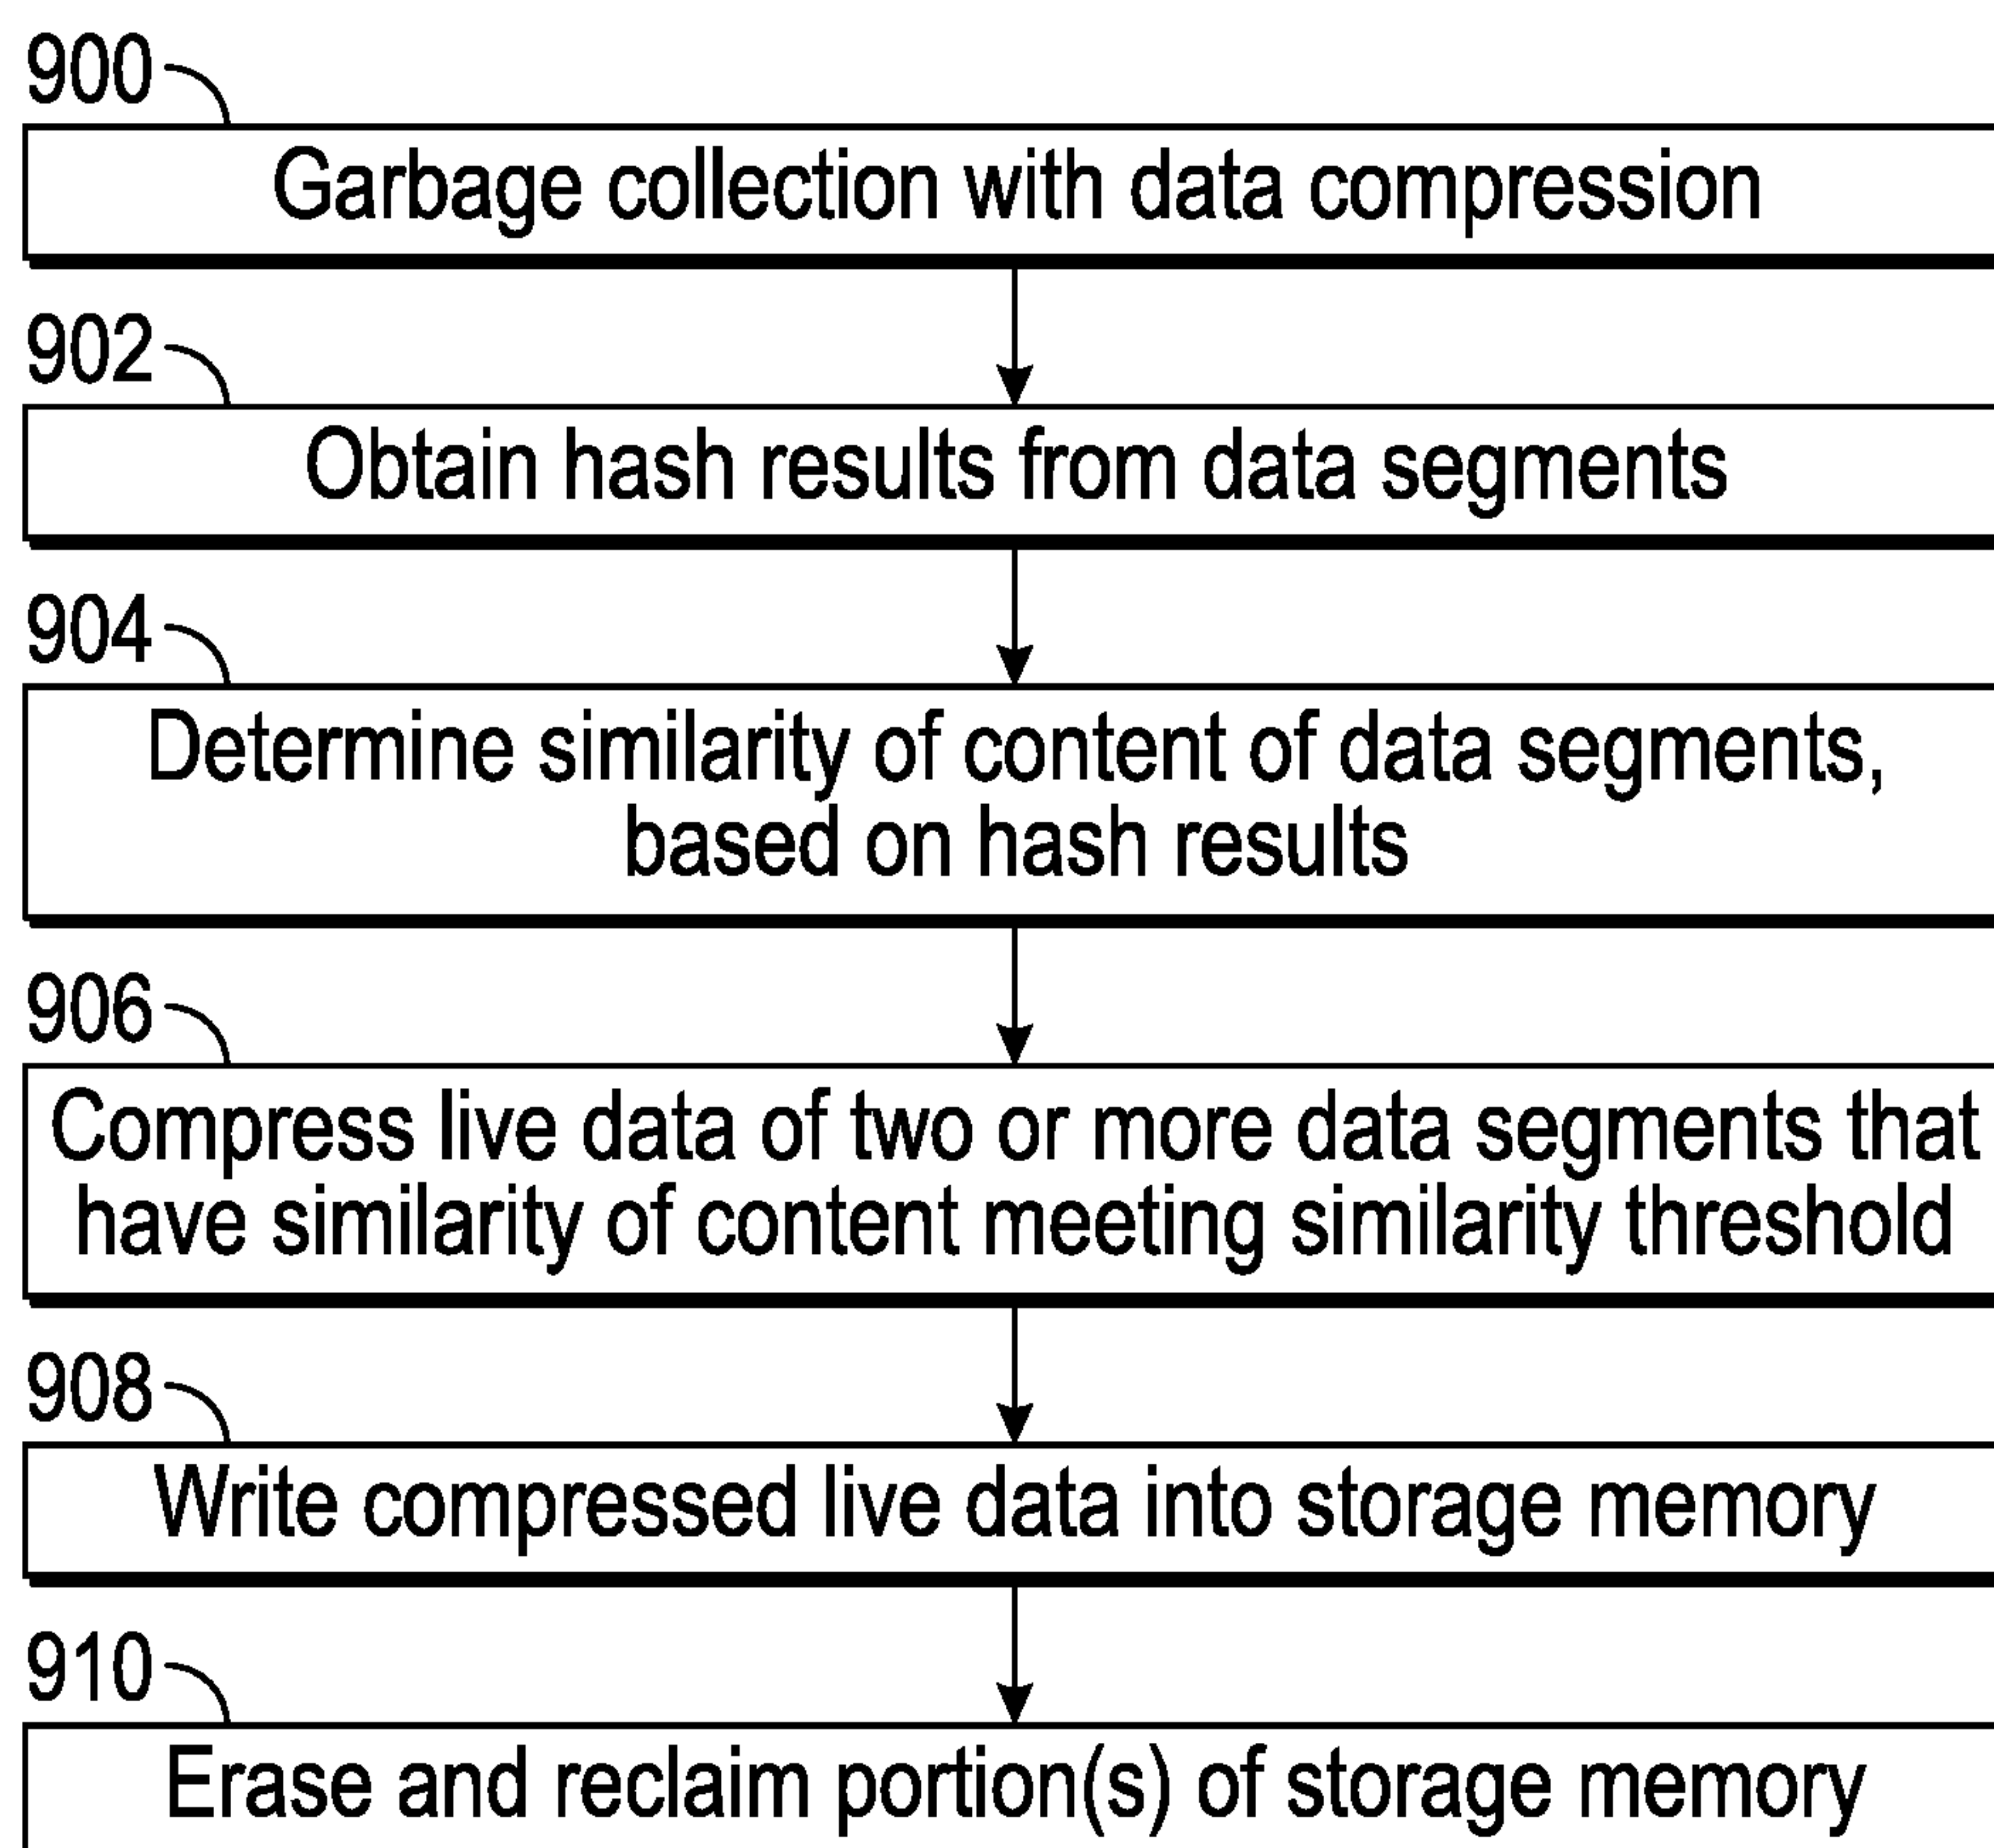 900
Garbage collection with data compression
902
Obtain hash results from data segments
904
Determine similarity of content of data segments,
based on hash results
906
Compress live data of two or more data segments that
have similarity of content meeting similarity threshold
908
Write compressed live data into storage memory
910
Erase and reclaim portion(s) of storage memory